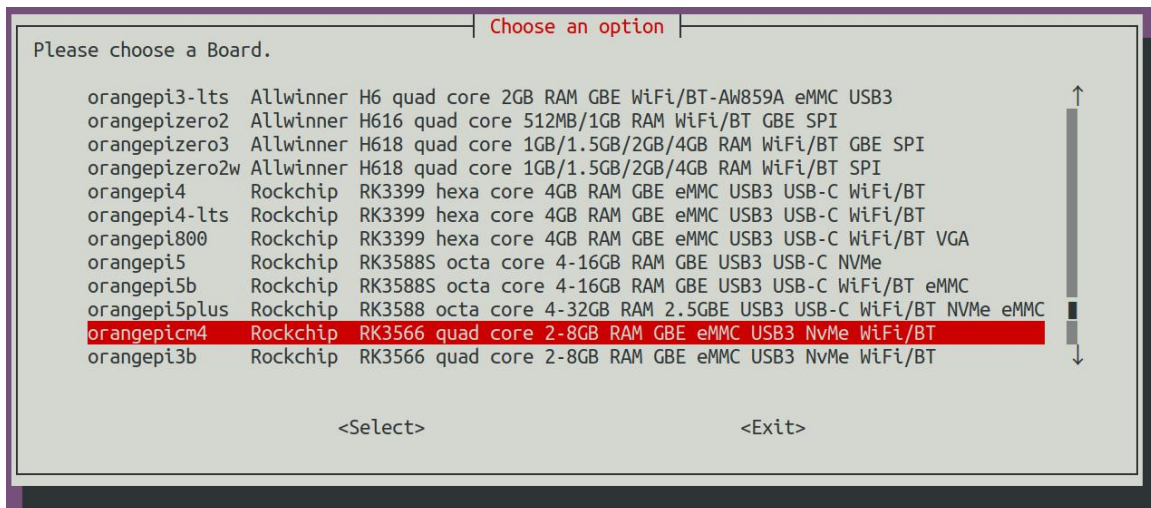 Choose an option
Please choose a Board.
orangepi3-lts Allwinner H6 quad core 2GB RAM GBE WiFi/BT-AW859A eMMC USB3
orangepizero2 Allwinner H616 quad core 512MB/1GB RAM WiFi/BT GBE SPI
orangepizero3 Allwinner H618 quad core 1GB/1.5GB/2GB/4GB RAM WiFi/BT GBE SPI
orangepizero2w Allwinner H618 quad core 1GB/1.5GB/2GB/4GB RAM WiFi/BT SPI
orangepi4 Rockchip RK3399 hexa core 4GB RAM GBE eMMC USB3 USB-C WiFi/BT
orangepi4-lts Rockchip RK3399 hexa core 4GB RAM GBE eMMC USB3 USB-C WiFi/BT
orangepi800 Rockchip RK3399 hexa core 4GB RAM GBE eMMC USB3 USB-C WiFi/BT VGA
orangepi5 Rockchip RK3588S octa core 4-16GB RAM GBE USB3 USB-C NVMe
orangepi5b Rockchip RK3588S octa core 4-16GB RAM GBE USB3 USB-C WiFi/BT eMMC
orangepi5plus Rockchip RK3588 octa core 4-32GB RAM 2.5GBE USB3 USB-C WiFi/BT NVMe eMMC
orangepicm4 Rockchip RK3566 quad core 2-8GB RAM GBE eMMC USB3 NvMe WiFi/BT
orangepi3b Rockchip RK3566 quad core 2-8GB RAM GBE eMMC USB3 NvMe WiFi/BT
<Select> <Exit>